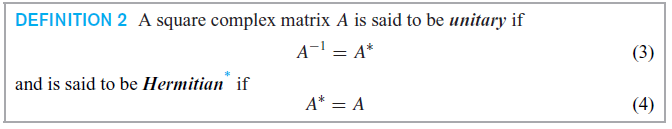 DEFINITION 2 A square complex matrix A is said to be unitary if
A⁻¹ = A* (3)
and is said to be Hermitian* if
A* = A (4)